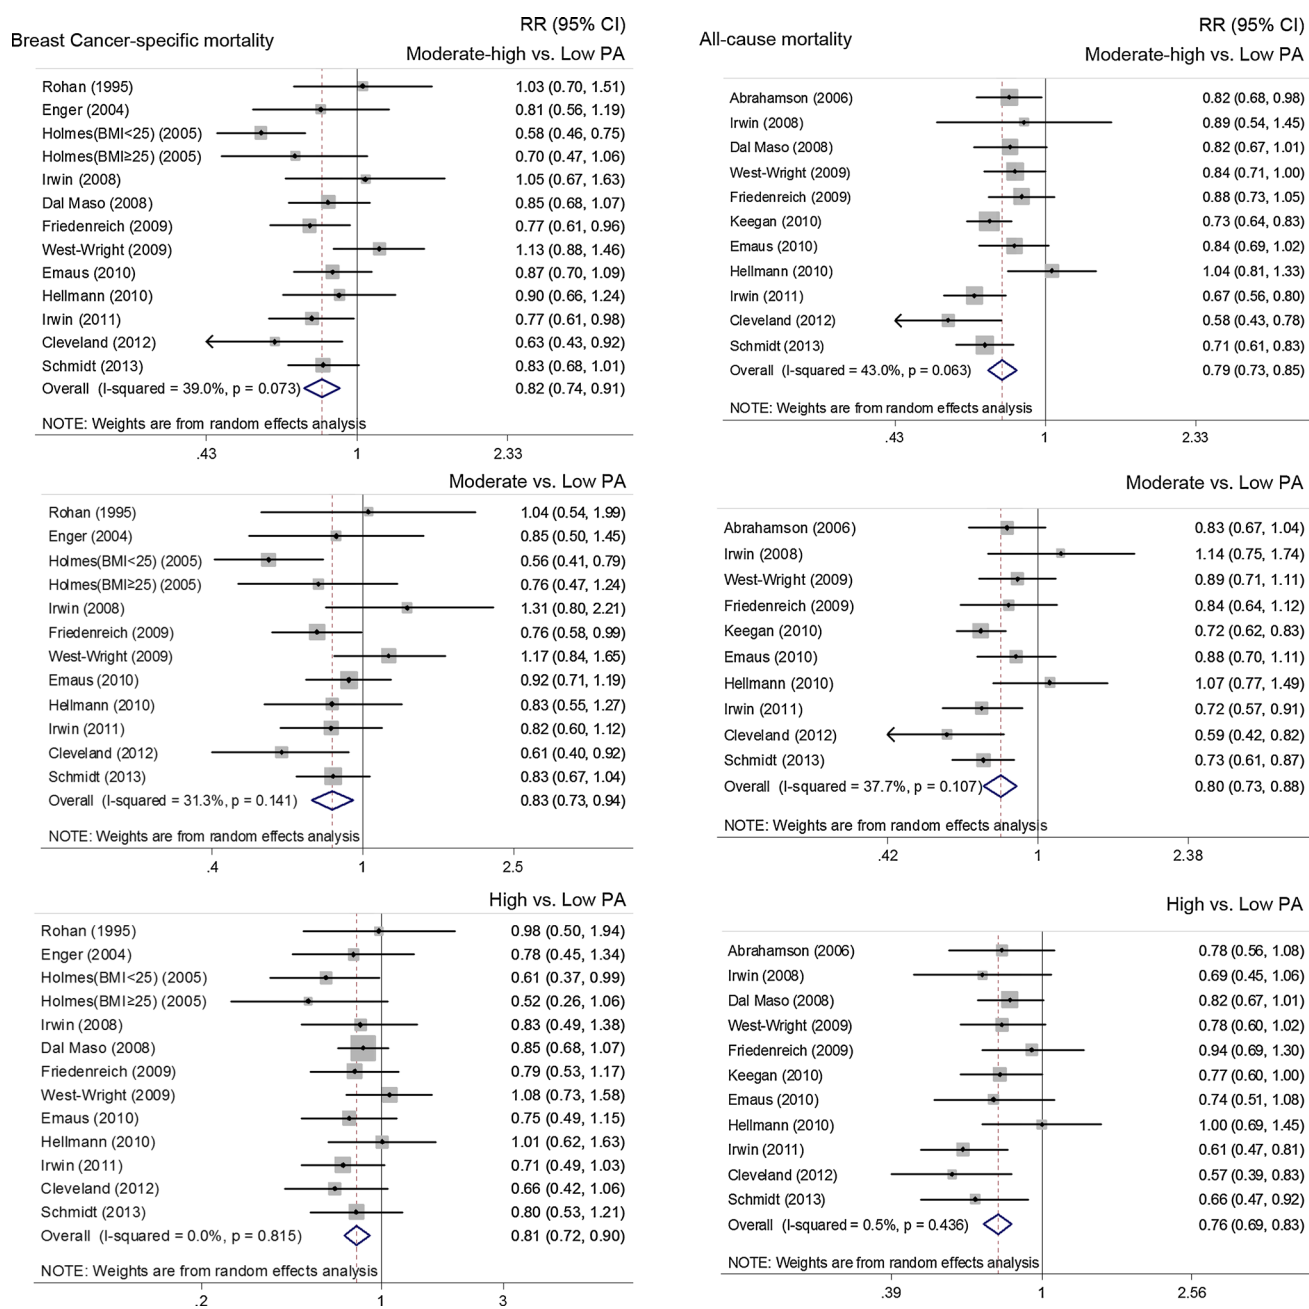 Breast Cancer-specific mortality
RR (95% CI)
Moderate-high vs. Low PA
Rohan (1995) 1.03 (0.70, 1.51)
Enger (2004) 0.81 (0.56, 1.19)
Holmes(BMI<25) (2005) 0.58 (0.46, 0.75)
Holmes(BMI≥25) (2005) 0.70 (0.47, 1.06)
Irwin (2008) 1.05 (0.67, 1.63)
Dal Maso (2008) 0.85 (0.68, 1.07)
Friedenreich (2009) 0.77 (0.61, 0.96)
West-Wright (2009) 1.13 (0.88, 1.46)
Emaus (2010) 0.87 (0.70, 1.09)
Hellmann (2010) 0.90 (0.66, 1.24)
Irwin (2011) 0.77 (0.61, 0.98)
Cleveland (2012) 0.63 (0.43, 0.92)
Schmidt (2013) 0.83 (0.68, 1.01)
Overall (I-squared = 39.0%, p = 0.073) 0.82 (0.74, 0.91)
NOTE: Weights are from random effects analysis
.43 1 2.33
Moderate vs. Low PA
Rohan (1995) 1.04 (0.54, 1.99)
Enger (2004) 0.85 (0.50, 1.45)
Holmes(BMI<25) (2005) 0.56 (0.41, 0.79)
Holmes(BMI≥25) (2005) 0.76 (0.47, 1.24)
Irwin (2008) 1.31 (0.80, 2.21)
Friedenreich (2009) 0.76 (0.58, 0.99)
West-Wright (2009) 1.17 (0.84, 1.65)
Emaus (2010) 0.92 (0.71, 1.19)
Hellmann (2010) 0.83 (0.55, 1.27)
Irwin (2011) 0.82 (0.60, 1.12)
Cleveland (2012) 0.61 (0.40, 0.92)
Schmidt (2013) 0.83 (0.67, 1.04)
Overall (I-squared = 31.3%, p = 0.141) 0.83 (0.73, 0.94)
NOTE: Weights are from random effects analysis
.4 1 2.5
High vs. Low PA
Rohan (1995) 0.98 (0.50, 1.94)
Enger (2004) 0.78 (0.45, 1.34)
Holmes(BMI<25) (2005) 0.61 (0.37, 0.99)
Holmes(BMI≥25) (2005) 0.52 (0.26, 1.06)
Irwin (2008) 0.83 (0.49, 1.38)
Dal Maso (2008) 0.85 (0.68, 1.07)
Friedenreich (2009) 0.79 (0.53, 1.17)
West-Wright (2009) 1.08 (0.73, 1.58)
Emaus (2010) 0.75 (0.49, 1.15)
Hellmann (2010) 1.01 (0.62, 1.63)
Irwin (2011) 0.71 (0.49, 1.03)
Cleveland (2012) 0.66 (0.42, 1.06)
Schmidt (2013) 0.80 (0.53, 1.21)
Overall (I-squared = 0.0%, p = 0.815) 0.81 (0.72, 0.90)
NOTE: Weights are from random effects analysis
.2 1 3
All-cause mortality
RR (95% CI)
Moderate-high vs. Low PA
Abrahamson (2006) 0.82 (0.68, 0.98)
Irwin (2008) 0.89 (0.54, 1.45)
Dal Maso (2008) 0.82 (0.67, 1.01)
West-Wright (2009) 0.84 (0.71, 1.00)
Friedenreich (2009) 0.88 (0.73, 1.05)
Keegan (2010) 0.73 (0.64, 0.83)
Emaus (2010) 0.84 (0.69, 1.02)
Hellmann (2010) 1.04 (0.81, 1.33)
Irwin (2011) 0.67 (0.56, 0.80)
Cleveland (2012) 0.58 (0.43, 0.78)
Schmidt (2013) 0.71 (0.61, 0.83)
Overall (I-squared = 43.0%, p = 0.063) 0.79 (0.73, 0.85)
NOTE: Weights are from random effects analysis
.43 1 2.33
Moderate vs. Low PA
Abrahamson (2006) 0.83 (0.67, 1.04)
Irwin (2008) 1.14 (0.75, 1.74)
West-Wright (2009) 0.89 (0.71, 1.11)
Friedenreich (2009) 0.84 (0.64, 1.12)
Keegan (2010) 0.72 (0.62, 0.83)
Emaus (2010) 0.88 (0.70, 1.11)
Hellmann (2010) 1.07 (0.77, 1.49)
Irwin (2011) 0.72 (0.57, 0.91)
Cleveland (2012) 0.59 (0.42, 0.82)
Schmidt (2013) 0.73 (0.61, 0.87)
Overall (I-squared = 37.7%, p = 0.107) 0.80 (0.73, 0.88)
NOTE: Weights are from random effects analysis
.42 1 2.38
High vs. Low PA
Abrahamson (2006) 0.78 (0.56, 1.08)
Irwin (2008) 0.69 (0.45, 1.06)
Dal Maso (2008) 0.82 (0.67, 1.01)
West-Wright (2009) 0.78 (0.60, 1.02)
Friedenreich (2009) 0.94 (0.69, 1.30)
Keegan (2010) 0.77 (0.60, 1.00)
Emaus (2010) 0.74 (0.51, 1.08)
Hellmann (2010) 1.00 (0.69, 1.45)
Irwin (2011) 0.61 (0.47, 0.81)
Cleveland (2012) 0.57 (0.39, 0.83)
Schmidt (2013) 0.66 (0.47, 0.92)
Overall (I-squared = 0.5%, p = 0.436) 0.76 (0.69, 0.83)
NOTE: Weights are from random effects analysis
.39 1 2.56